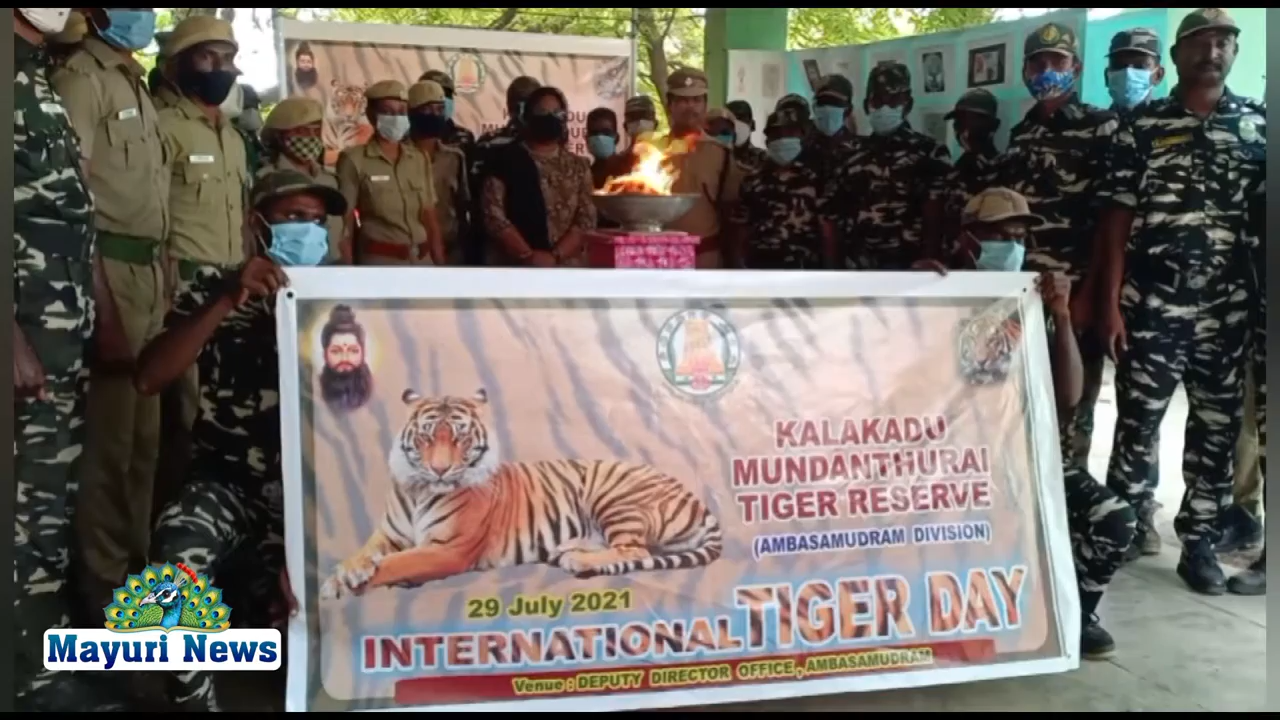 KALAKADU
MUNDANTHURAI
TIGER RESERVE
(AMBASAMUDRAM DIVISION)
29 July 2021
INTERNATIONAL TIGER DAY
Venue : DEPUTY DIRECTOR OFFICE, AMBASAMUDRAM
Mayuri News